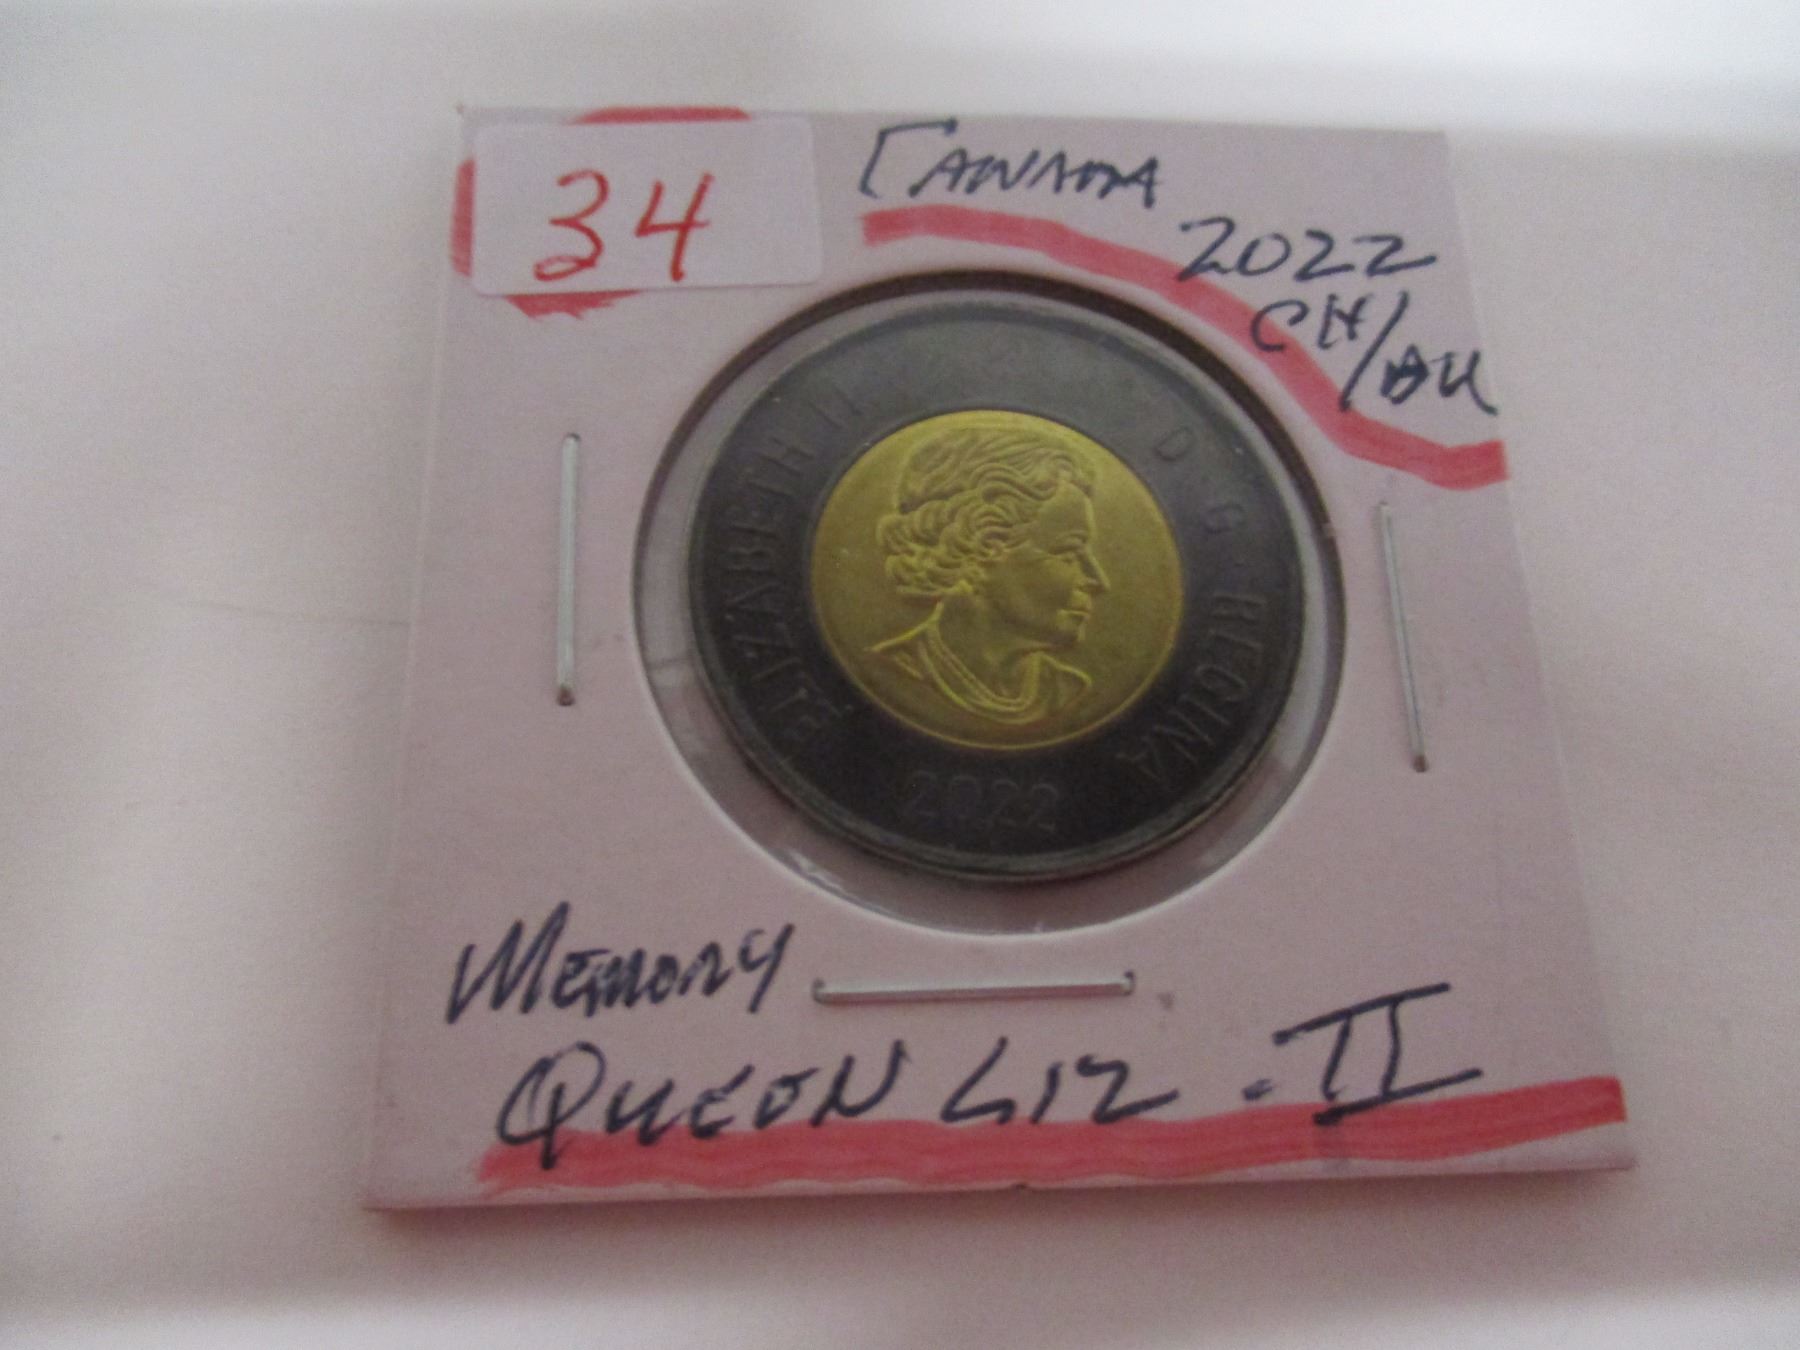 34
CANADA
2022
CH/AU
ELIZABETH II D G REGINA
2022
MEMORY
QUEEN LIZ - II